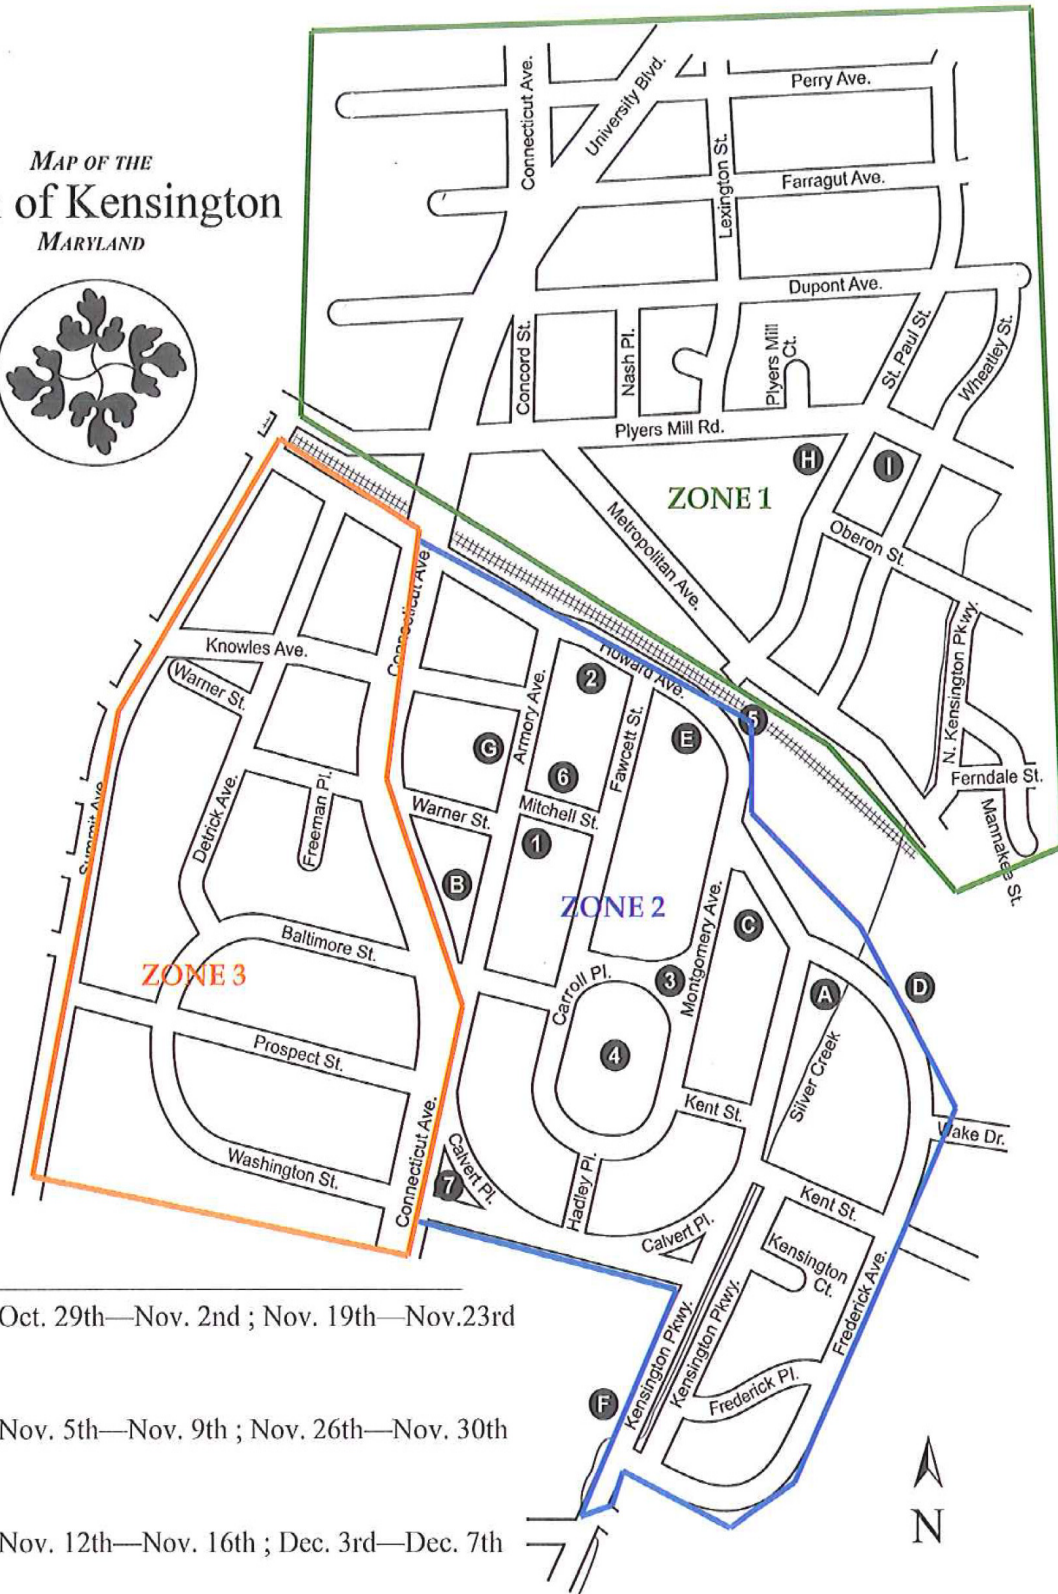 MAP OF THE
of Kensington
MARYLAND
Connecticut Ave.
University Blvd.
Perry Ave.
Lexington St.
Farragut Ave.
Dupont Ave.
Concord St.
Nash Pl.
Plyers Mill
Ct.
St. Paul St.
Wheatley St.
Plyers Mill Rd.
H
I
ZONE 1
Metropolitan Ave.
Oberon St.
Connecticut Ave.
Knowles Ave.
Warner St.
Howard Ave.
2
Armory Ave.
Fawcett St.
E
5
G
6
N. Kensington Pkwy.
Ferndale St.
Mannakee St.
Summit Ave.
Detrick Ave.
Freeman Pl.
Warner St.
Mitchell St.
1
B
ZONE 2
Montgomery Ave.
C
Baltimore St.
ZONE 3
Carroll Pl.
3
A
D
4
Prospect St.
Silver Creek
Kent St.
Wake Dr.
Washington St.
Connecticut Ave.
Calvert Pl.
7
Hadley Pl.
Calvert Pl.
Kent St.
Kensington
Ct.
Frederick Ave.
Kensington Pkwy.
Kensington Pkwy.
Frederick Pl.
F
Oct. 29th—Nov. 2nd ; Nov. 19th—Nov.23rd
Nov. 5th—Nov. 9th ; Nov. 26th—Nov. 30th
Nov. 12th—Nov. 16th ; Dec. 3rd—Dec. 7th
N